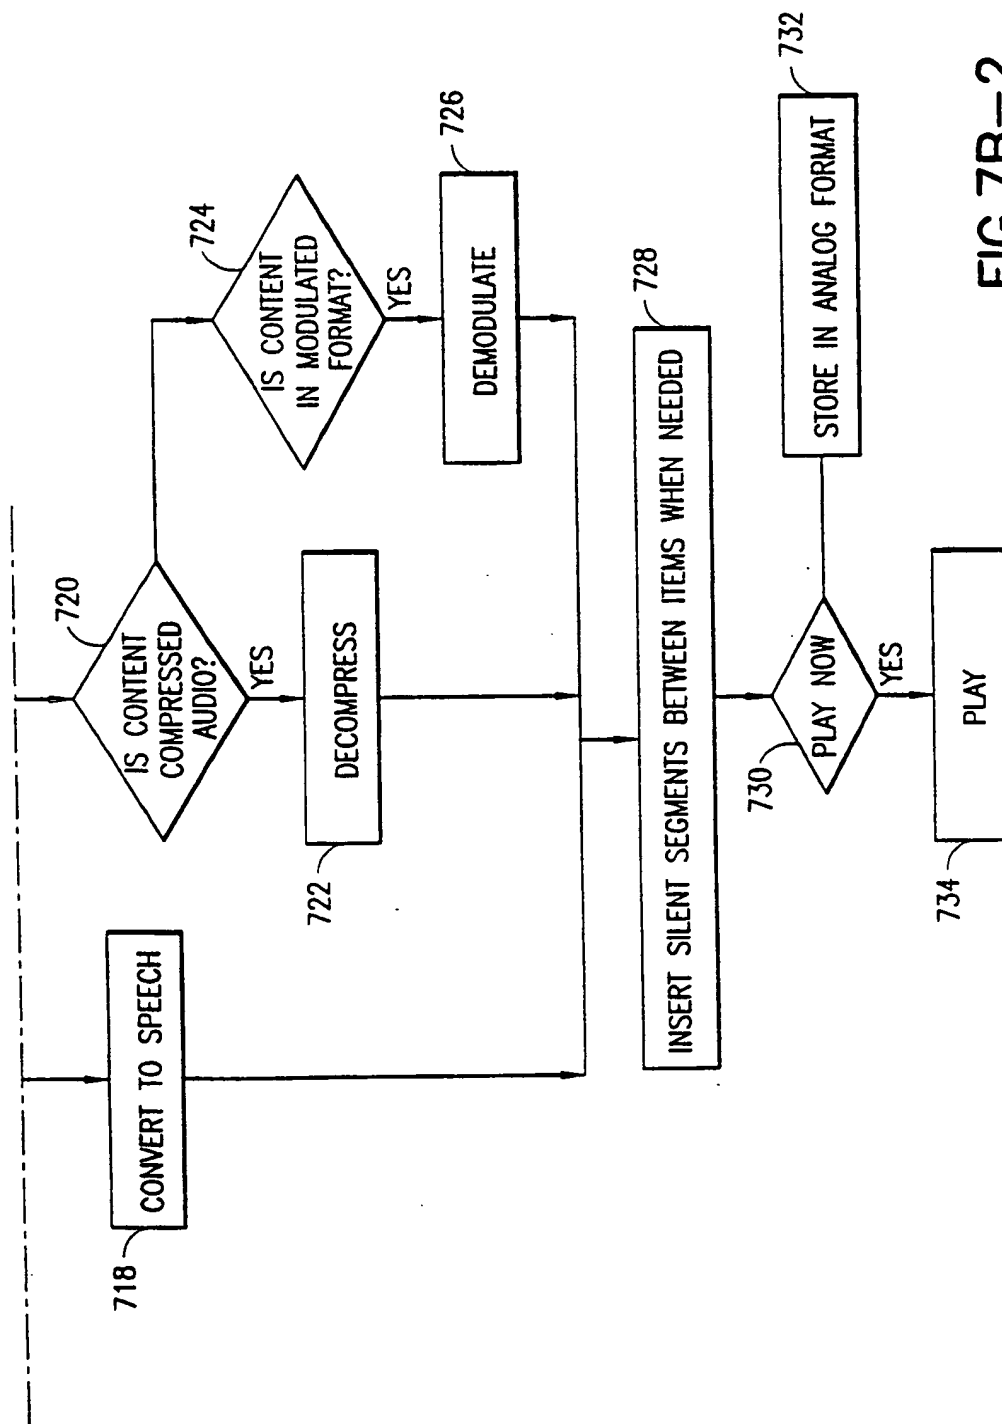 718
CONVERT TO SPEECH
720
IS CONTENT
COMPRESSED
AUDIO?
YES
722
DECOMPRESS
724
IS CONTENT
IN MODULATED
FORMAT?
YES
726
DEMODULATE
728
INSERT SILENT SEGMENTS BETWEEN ITEMS WHEN NEEDED
730
PLAY NOW
YES
732
STORE IN ANALOG FORMAT
734
PLAY
FIG.7B-2